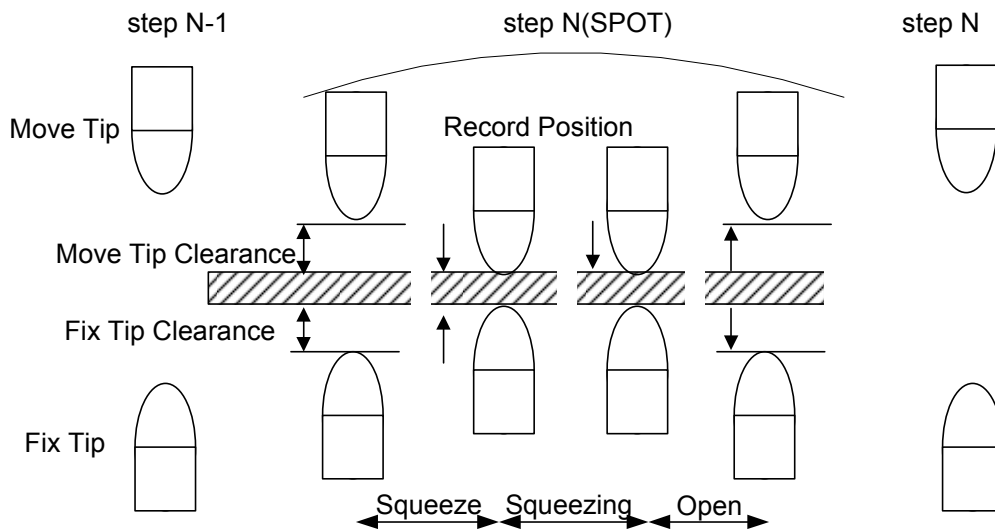 step N-1
step N(SPOT)
step N
Move Tip
Record Position
Move Tip Clearance
Fix Tip Clearance
Fix Tip
Squeeze
Squeezing
Open